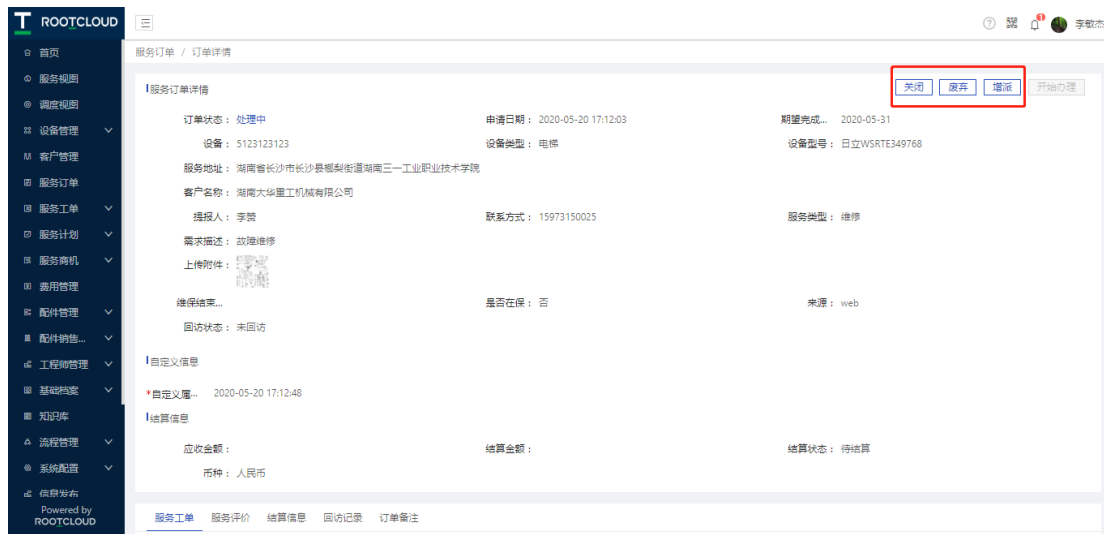 ROOTCLOUD
1
李敏杰
首页
服务视图
调度视图
设备管理
客户管理
服务订单
服务工单
服务计划
服务商机
费用管理
配件管理
配件销售...
工程师管理
基础档案
知识库
流程管理
系统配置
信息发布
Powered by
ROOTCLOUD
服务订单 / 订单详情
服务订单详情
关闭 废弃 增派 开始办理
订单状态： 处理中 申请日期： 2020-05-20 17:12:03 期望完成... 2020-05-31
设备： 5123123123 设备类型： 电梯 设备型号： 日立WSRTE349768
服务地址： 湖南省长沙市长沙县榔梨街道湖南三一工业职业技术学院
客户名称： 湖南大华重工机械有限公司
提报人： 李赞 联系方式： 15973150025 服务类型： 维修
需求描述： 故障维修
上传附件：
维保结束... 是否在保： 否 来源： web
回访状态： 未回访
自定义信息
*自定义属... 2020-05-20 17:12:48
结算信息
应收金额： 结算金额： 结算状态： 待结算
币种： 人民币
服务工单 服务评价 结算信息 回访记录 订单备注